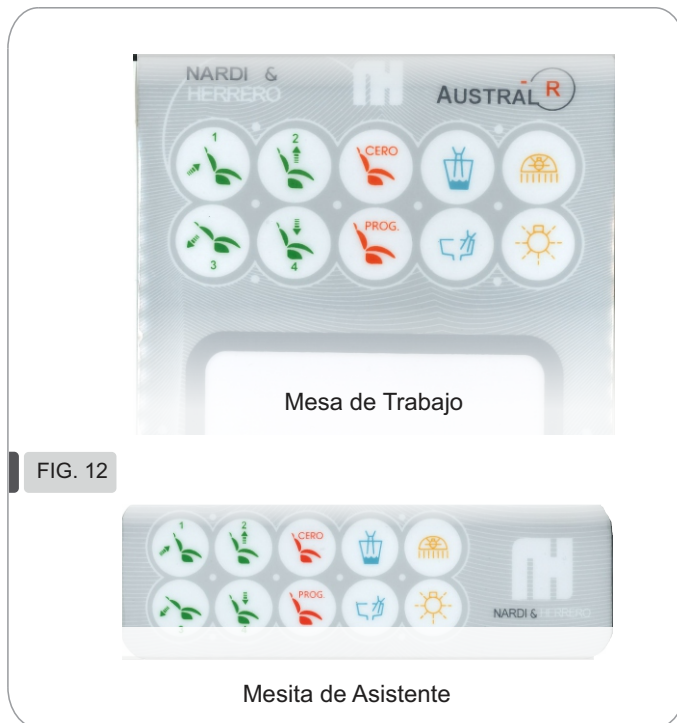 NARDI &
HERRERO
AUSTRAL R
1 2 CERO
PROG.
3 4
Mesa de Trabajo
FIG. 12
1 2 CERO
PROG.
NARDI & HERRERO
Mesita de Asistente